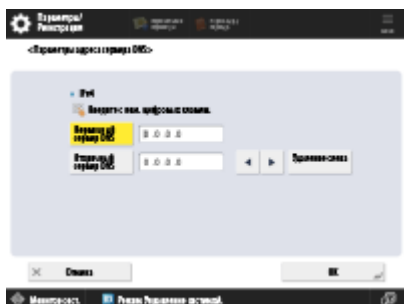 Параметры/
Регистрация
<Параметры адреса сервера DNS>
IPv4
Введите с пом. цифровых клавиш.
Первичный
сервер DNS
0.0.0.0
Вторичный
сервер DNS
0.0.0.0
Удаление слева
Отмена
OK
Монитор сост.